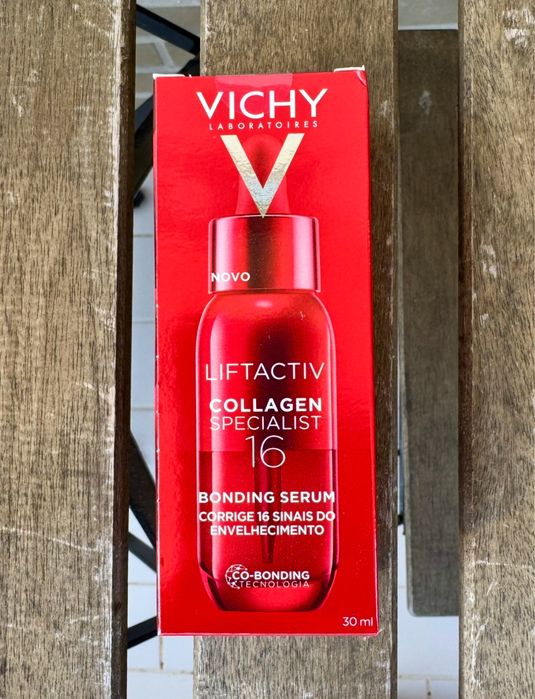 VICHY
LABORATOIRES
NOVO
LIFTACTIV
COLLAGEN
SPECIALIST
16
BONDING SERUM
CORRIGE 16 SINAIS DO
ENVELHECIMENTO
CO-BONDING
TECNOLOGIA
30 ml